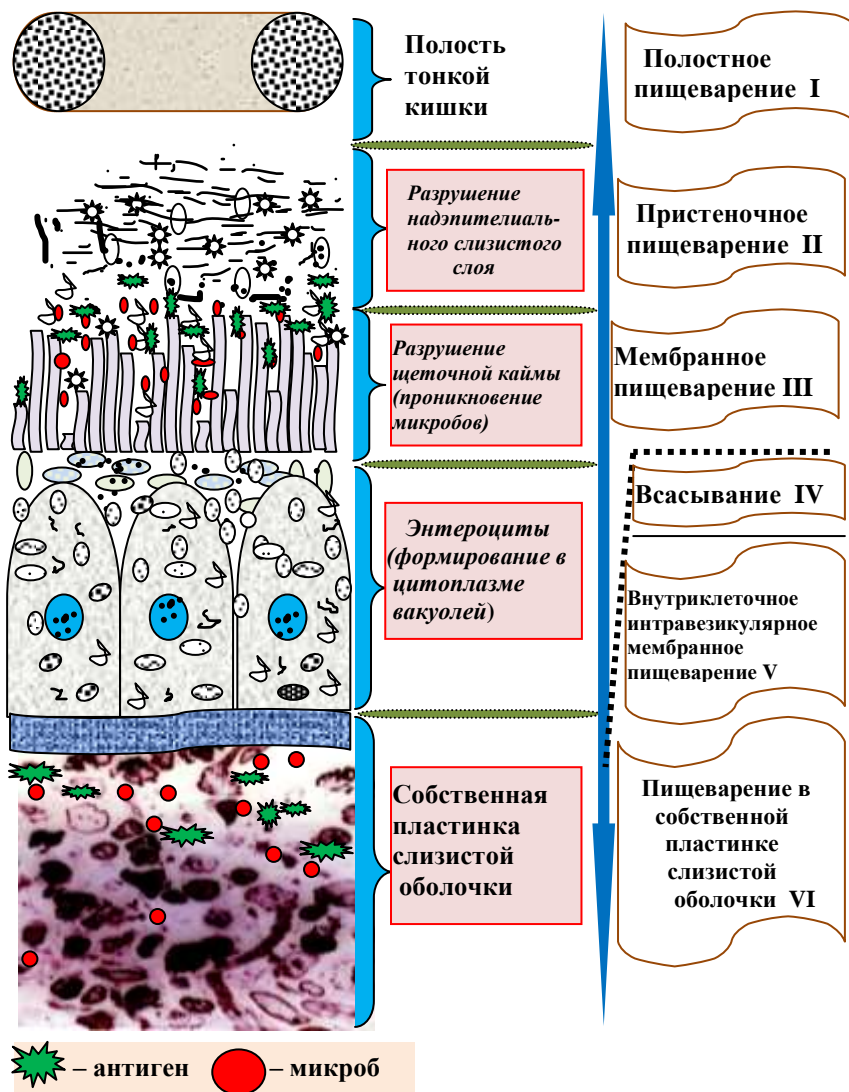 Полость
тонкой
кишки
Полостное
пищеварение I
Разрушение
надэпителиаль-
ного слизистого
слоя
Пристеночное
пищеварение II
Разрушение
щеточной каймы
(проникновение
микробов)
Мембранное
пищеварение III
Всасывание IV
Энтероциты
(формирование в
цитоплазме
вакуолей)
Внутриклеточное
интравезикулярное
мембранное
пищеварение V
Собственная
пластинка
слизистой
оболочки
Пищеварение в
собственной
пластинке
слизистой
оболочки VI
– антиген – микроб